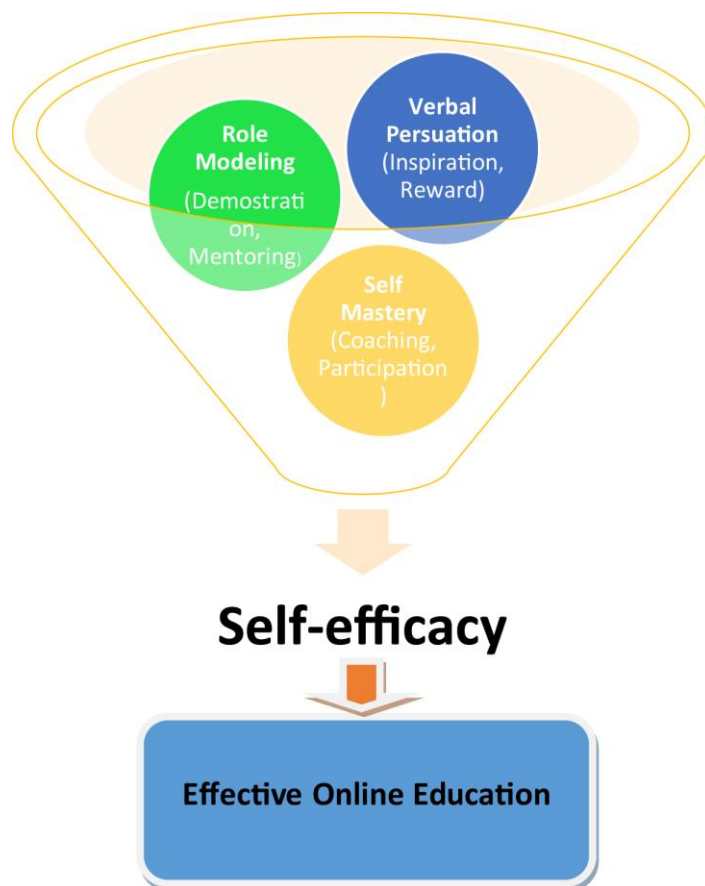 Role
Modeling
(Demostrati
on,
Mentoring)
Verbal
Persuation
(Inspiration,
Reward)
Self
Mastery
(Coaching,
Participation
)
Self-efficacy
Effective Online Education